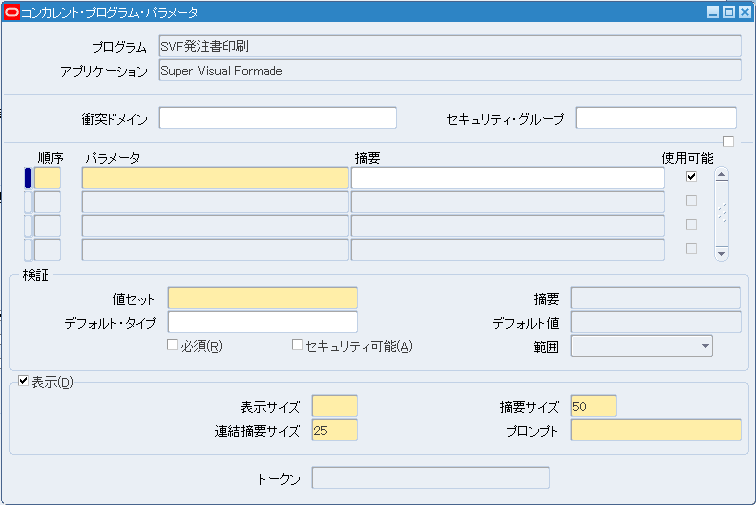 コンカレント・プログラム・パラメータ
プログラム SVF発注書印刷
アプリケーション Super Visual Formade
衝突ドメイン セキュリティ・グループ
順序 パラメータ 摘要 使用可能
検証
値セット 摘要
デフォルト・タイプ デフォルト値
必須(R) セキュリティ可能(A) 範囲
表示(D)
表示サイズ 摘要サイズ 50
連結摘要サイズ 25 プロンプト
トークン